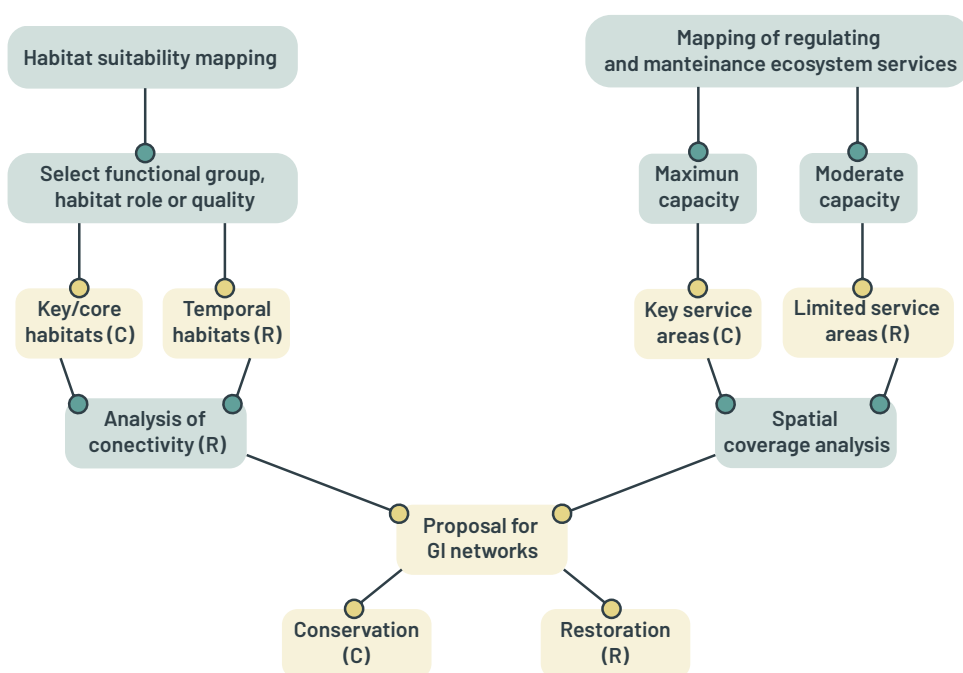 Habitat suitability mapping
Mapping of regulating
and manteinance ecosystem services
Select functional group,
habitat role or quality
Maximun
capacity
Moderate
capacity
Key/core
habitats (C)
Temporal
habitats (R)
Key service
areas (C)
Limited service
areas (R)
Analysis of
conectivity (R)
Spatial
coverage analysis
Proposal for
GI networks
Conservation
(C)
Restoration
(R)